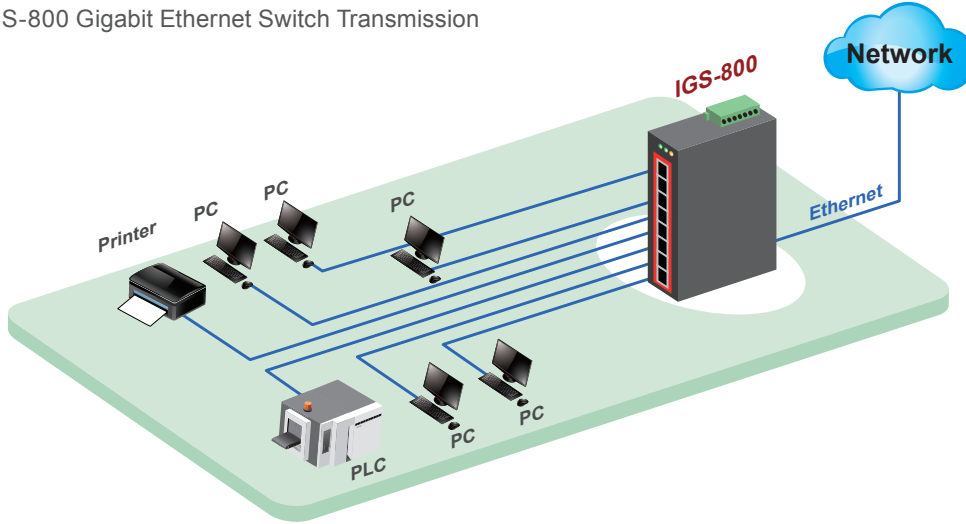 S-800 Gigabit Ethernet Switch Transmission
Network
IGS-800
PC
PC
PC
Printer
Ethernet
PC
PC
PLC